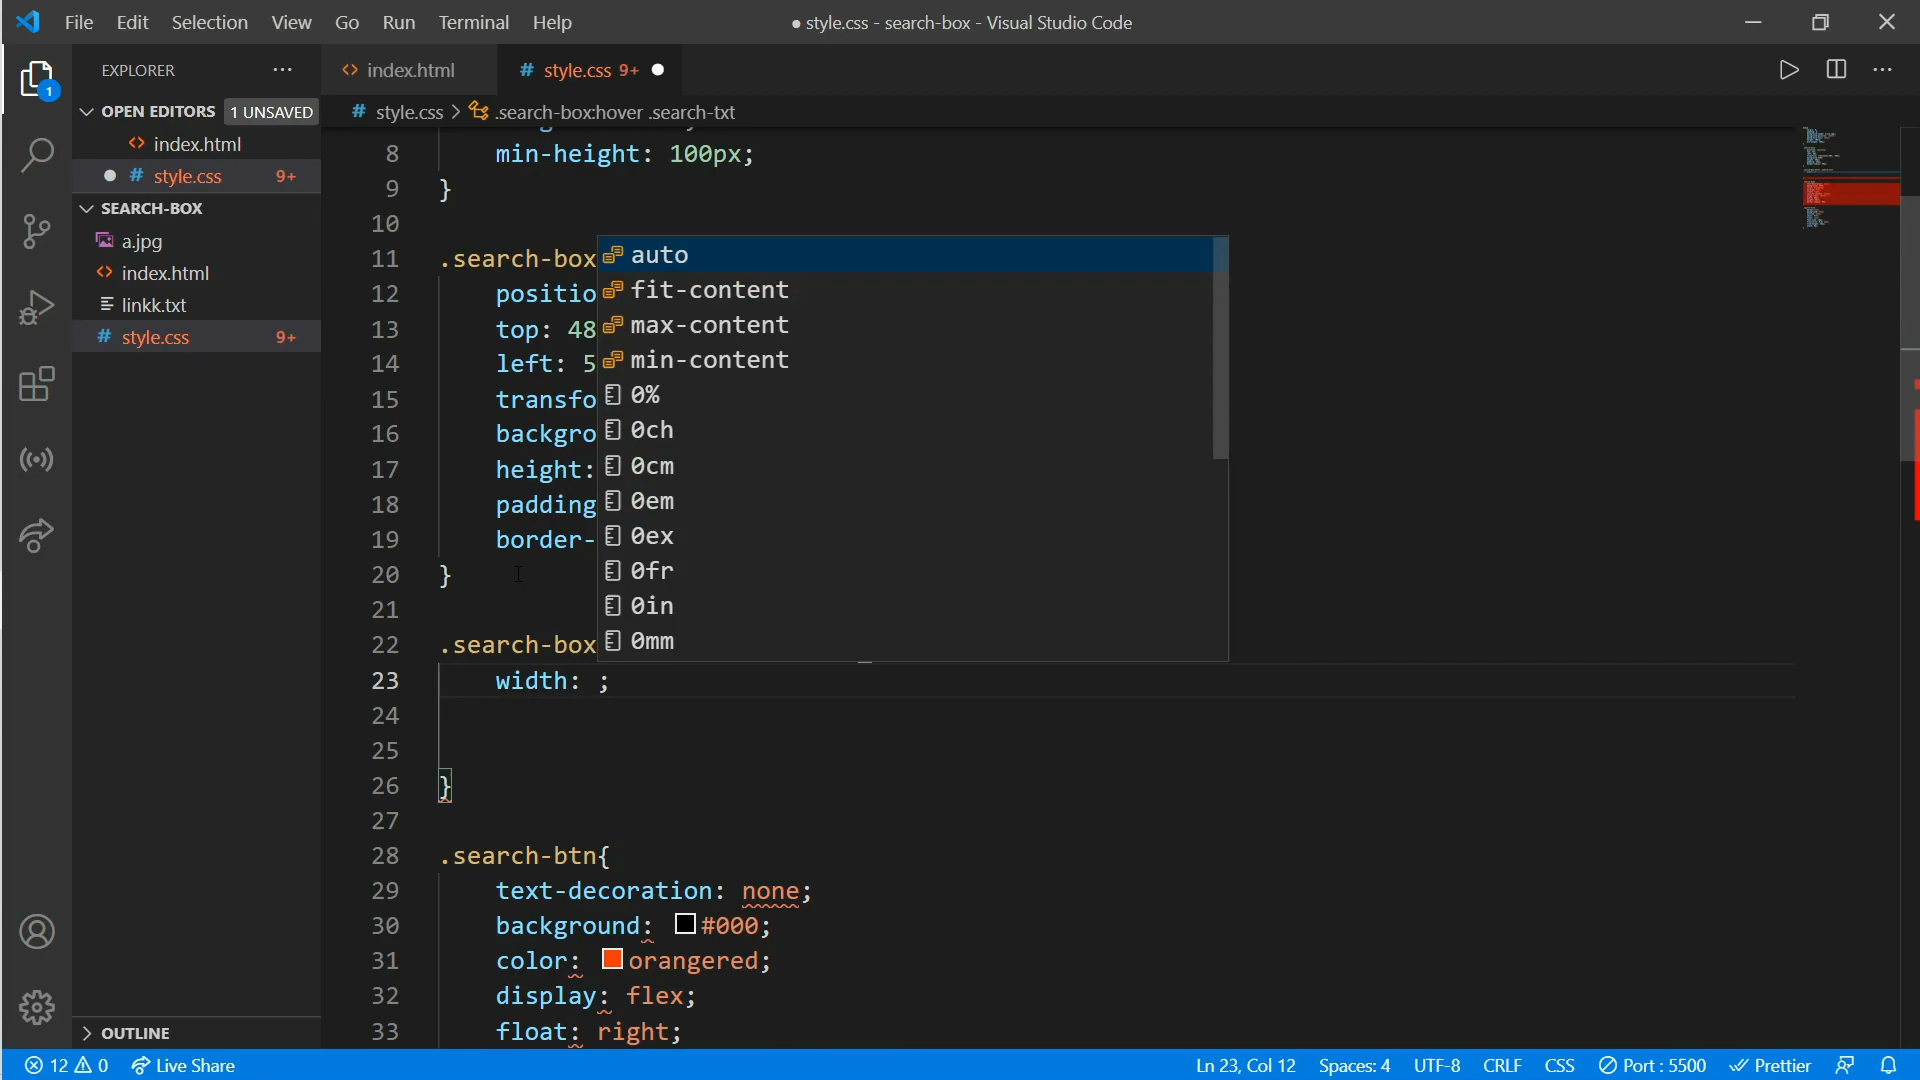 File Edit Selection View Go Run Terminal Help
● style.css - search-box - Visual Studio Code
EXPLORER
OPEN EDITORS 1 UNSAVED
index.html
# style.css 9+
SEARCH-BOX
a.jpg
index.html
linkk.txt
# style.css 9+
OUTLINE
1
index.html
# style.css 9+
# style.css > .search-box:hover .search-txt
8 min-height: 100px;
9 }
10
11 .search-box
12 positio
13 top: 48
14 left: 5
15 transfo
16 backgro
17 height:
18 padding
19 border-
20 }
21
22 .search-box
23 width: ;
24
25
26 }
27
28 .search-btn{
29 text-decoration: none;
30 background: #000;
31 color: orangered;
32 display: flex;
33 float: right;
auto
fit-content
max-content
min-content
0%
0ch
0cm
0em
0ex
0fr
0in
0mm
12 0 Live Share
Ln 23, Col 12 Spaces: 4 UTF-8 CRLF CSS Port : 5500 Prettier